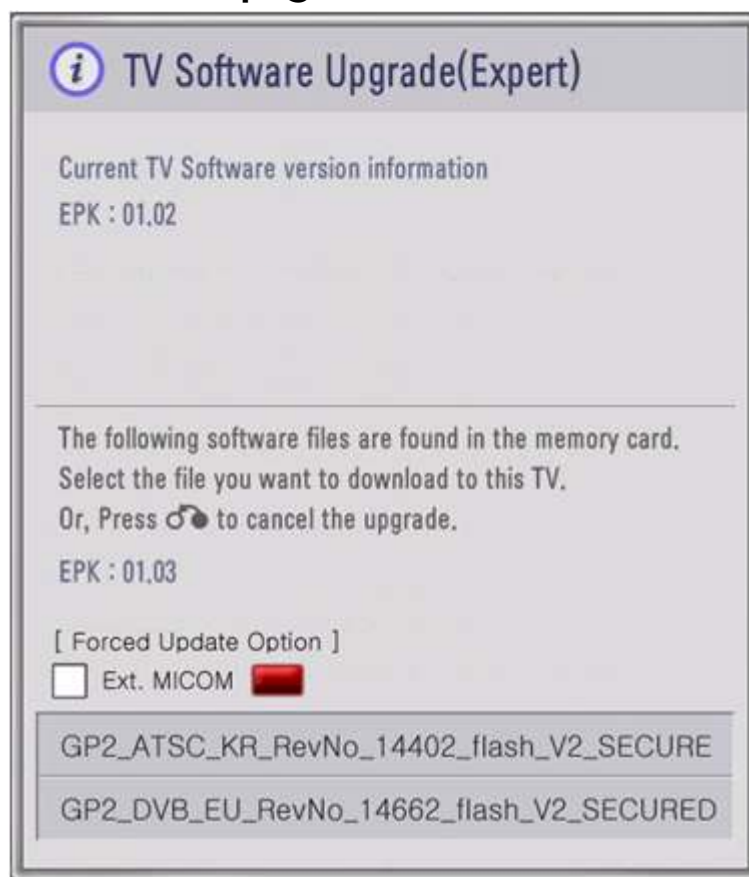 i TV Software Upgrade(Expert)
Current TV Software version information
EPK : 01.02
The following software files are found in the memory card.
Select the file you want to download to this TV.
Or, Press to cancel the upgrade.
EPK : 01.03
[ Forced Update Option ]
Ext. MICOM
GP2_ATSC_KR_RevNo_14402_flash_V2_SECURE
GP2_DVB_EU_RevNo_14662_flash_V2_SECURED